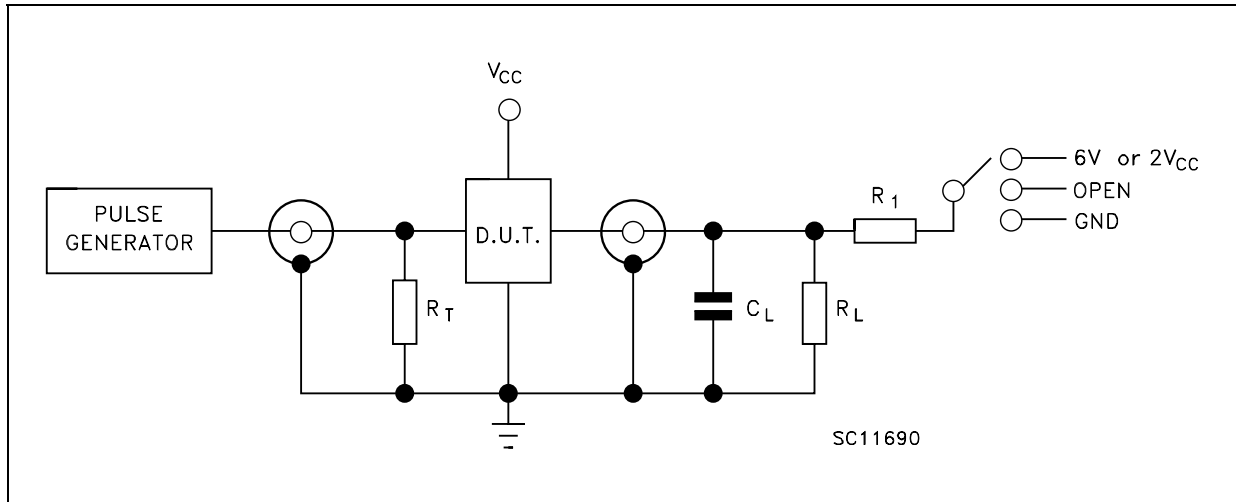 V_CC
6V or 2V_CC
R_1
OPEN
GND
PULSE
GENERATOR
D.U.T.
R_T
C_L
R_L
SC11690